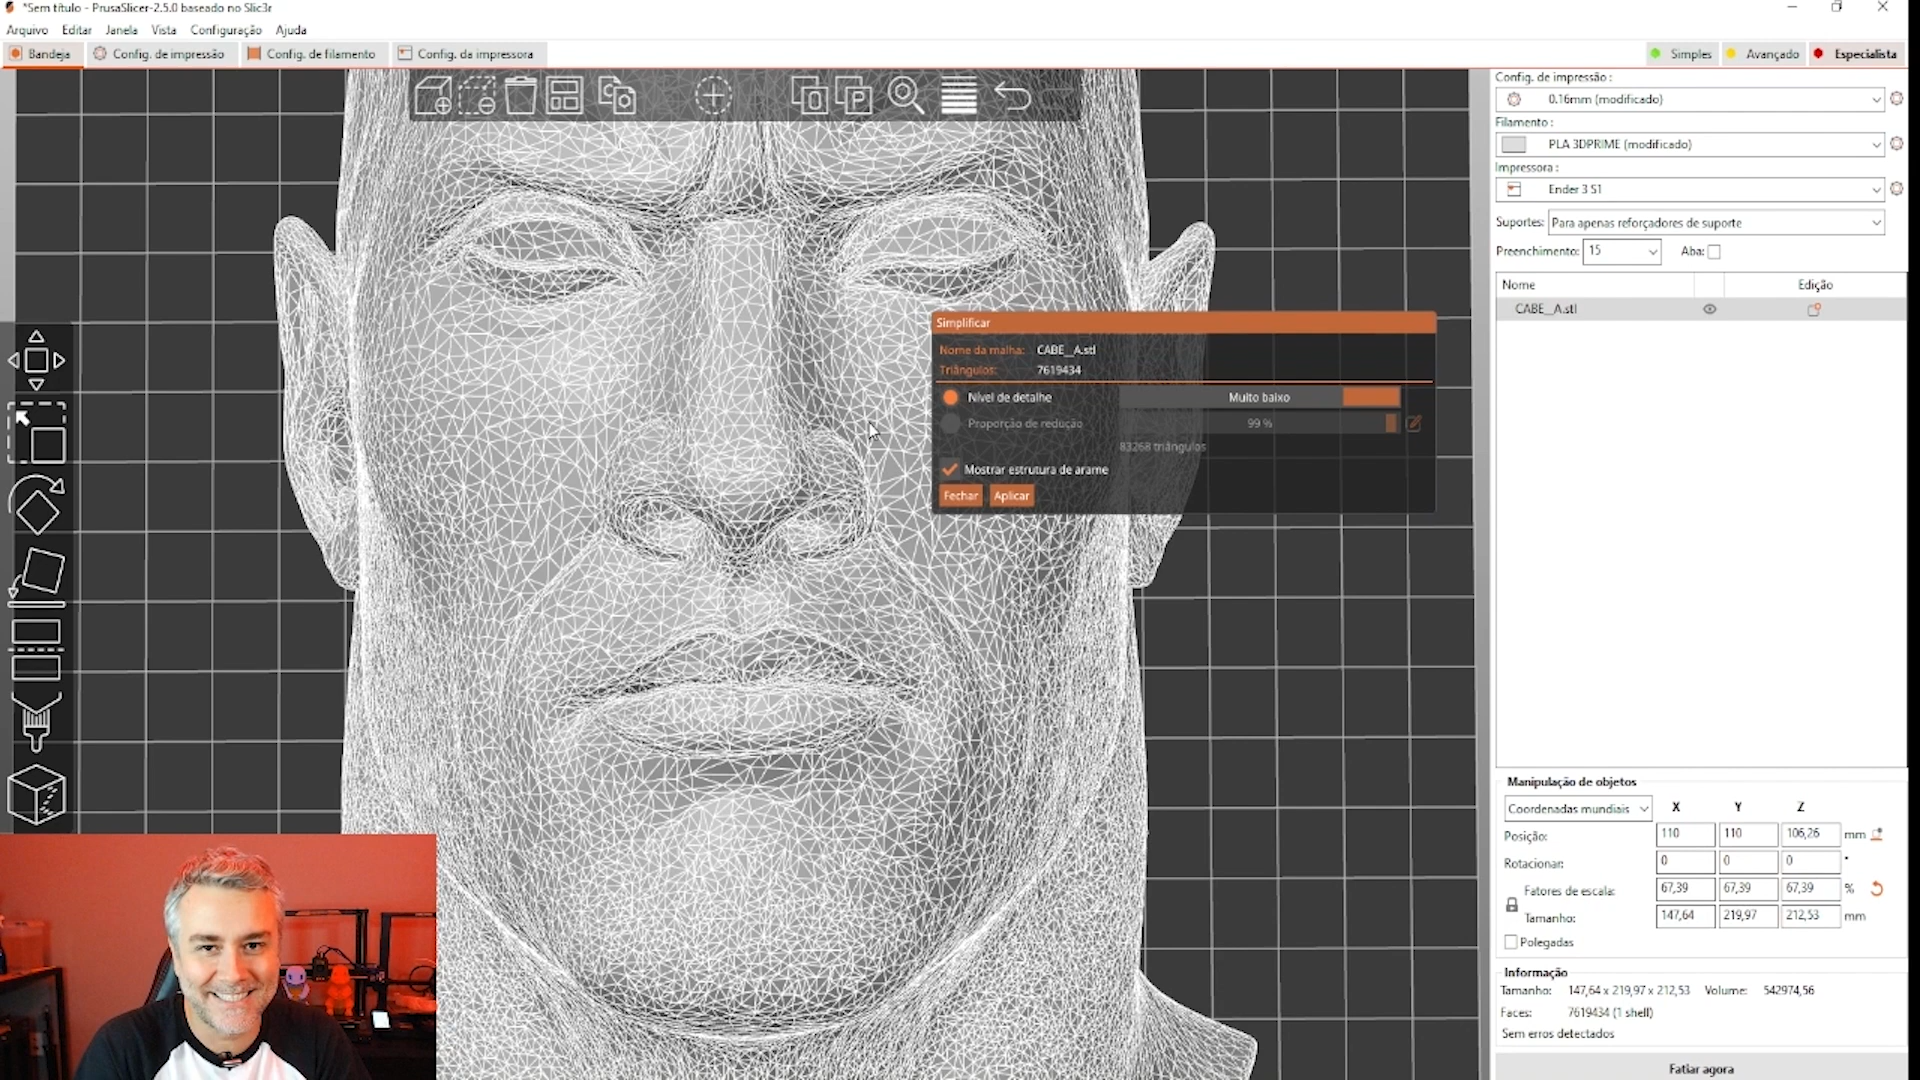 *Sem título - PrusaSlicer-2.5.0 baseado no Slic3r
Arquivo Editar Janela Vista Configuração Ajuda
Bandeja Config. de impressão Config. de filamento Config. da impressora
Simples Avançado Especialista
Config. de impressão :
0.16mm (modificado)
Filamento :
PLA 3DPRIME (modificado)
Impressora :
Ender 3 S1
Suportes: Para apenas reforçadores de suporte
Preenchimento: 15 Aba:
Nome Edição
CABE__A.stl
Simplificar
Nome da malha: CABE__A.stl
Triângulos: 7619434
Nível de detalhe Muito baixo
Proporção de redução 99 %
83268 triângulos
Mostrar estrutura de arame
Fechar Aplicar
Manipulação de objetos
Coordenadas mundiais X Y Z
Posição: 110 110 106,26 mm
Rotacionar: 0 0 0 °
Fatores de escala: 67,39 67,39 67,39 %
Tamanho: 147,64 219,97 212,53 mm
Polegadas
Informação
Tamanho: 147,64 x 219,97 x 212,53 Volume: 542974,56
Faces: 7619434 (1 shell)
Sem erros detectados
Fatiar agora